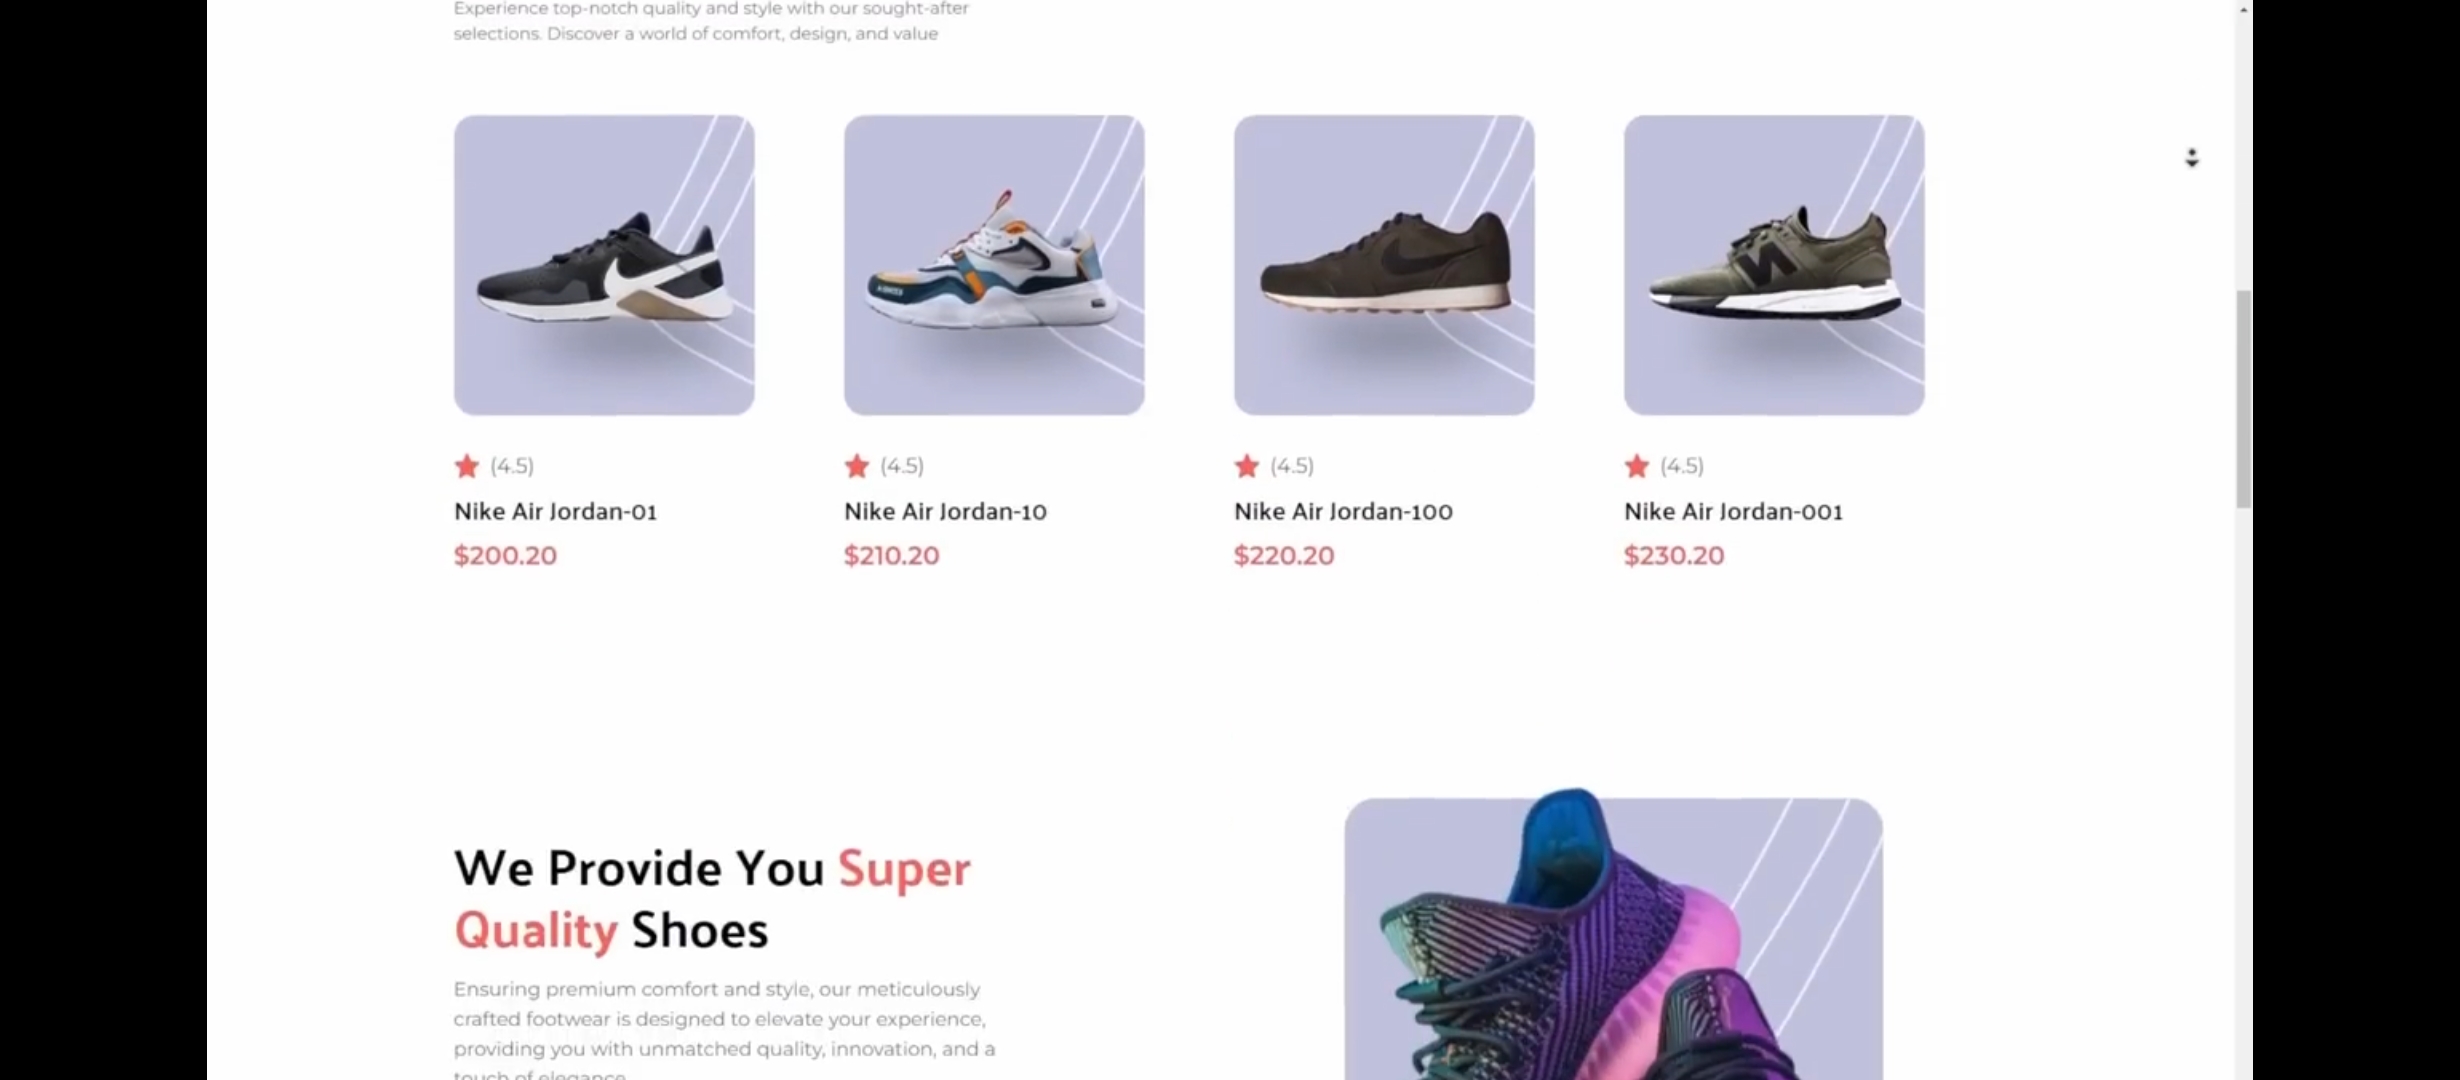 Experience top-notch quality and style with our sought-after
selections. Discover a world of comfort, design, and value
(4.5)
(4.5)
(4.5)
(4.5)
Nike Air Jordan-01
Nike Air Jordan-10
Nike Air Jordan-100
Nike Air Jordan-001
$200.20
$210.20
$220.20
$230.20
We Provide You Super
Quality Shoes
Ensuring premium comfort and style, our meticulously
crafted footwear is designed to elevate your experience,
providing you with unmatched quality, innovation, and a
touch of elegance.